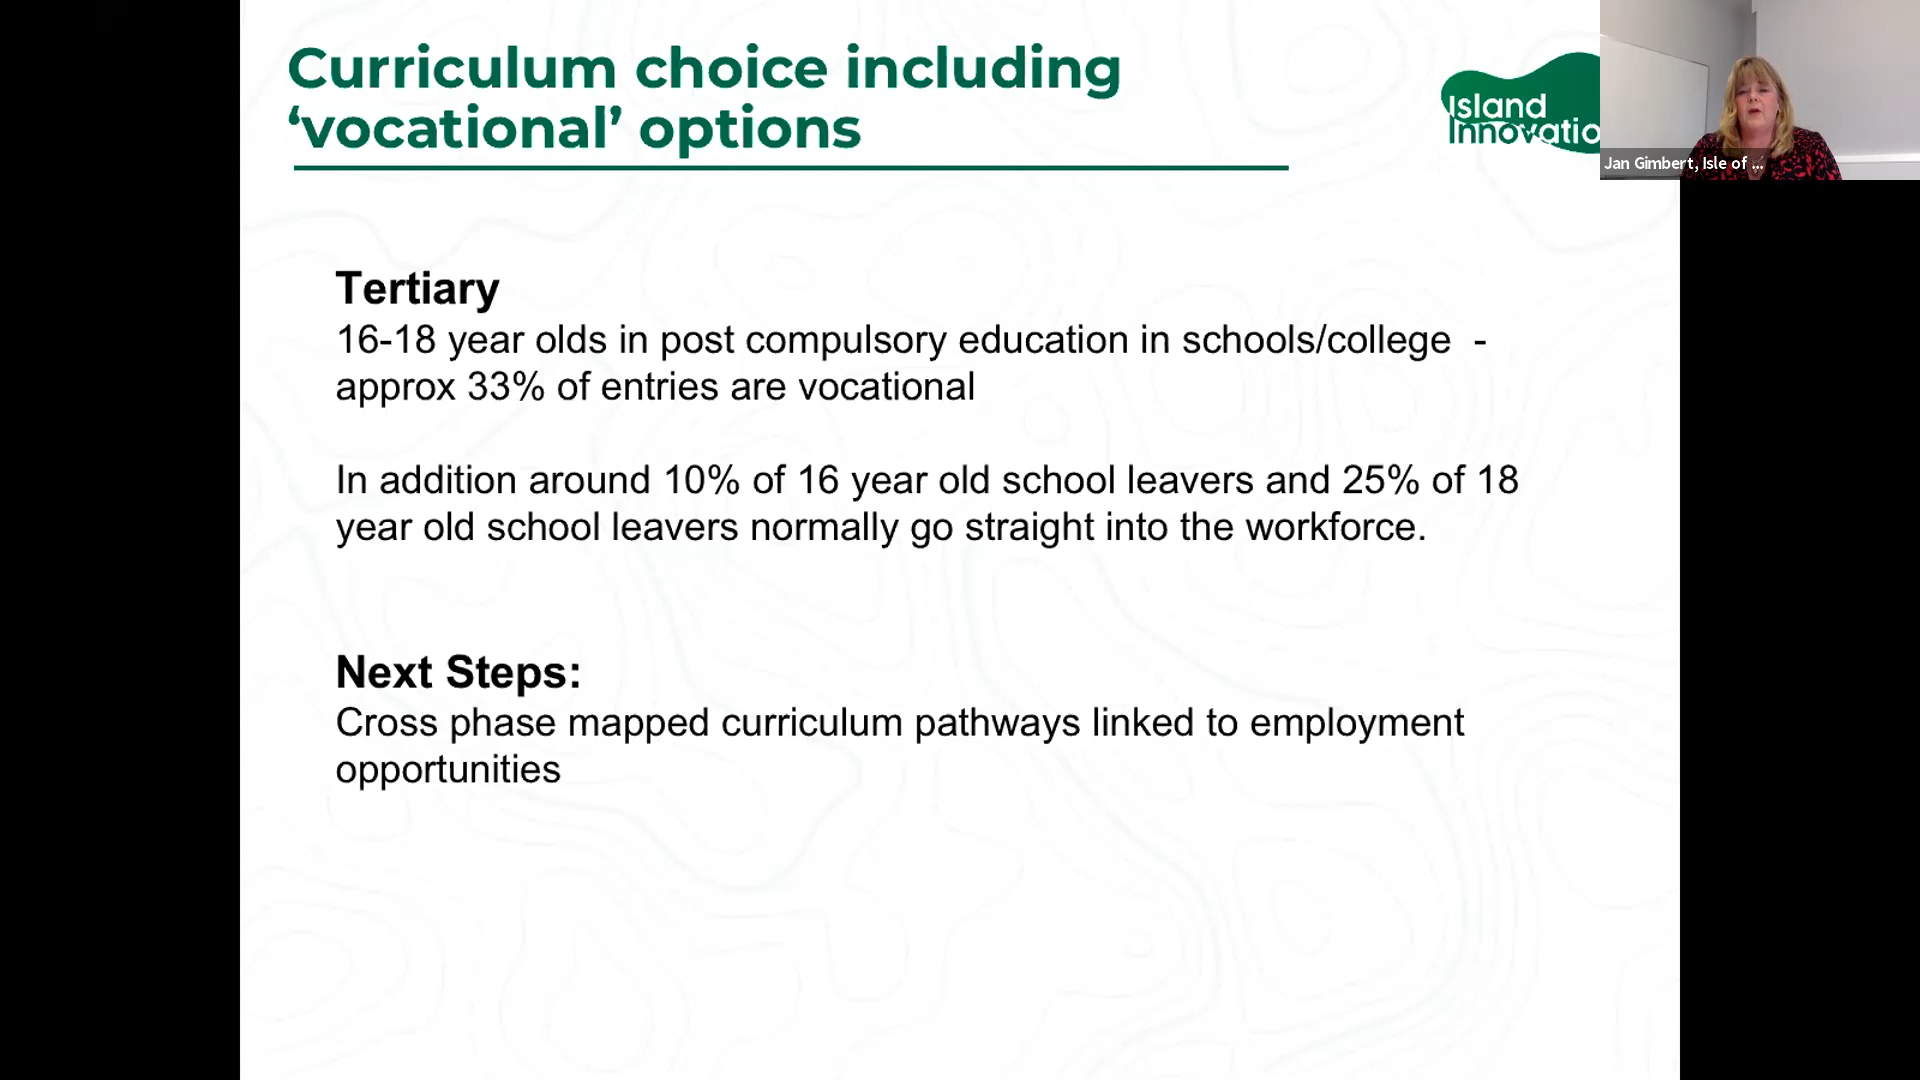 Curriculum choice including
‘vocational’ options
Island
Innovatio
Jan Gimbert, Isle of ...
Tertiary
16-18 year olds in post compulsory education in schools/college -
approx 33% of entries are vocational
In addition around 10% of 16 year old school leavers and 25% of 18
year old school leavers normally go straight into the workforce.
Next Steps:
Cross phase mapped curriculum pathways linked to employment
opportunities